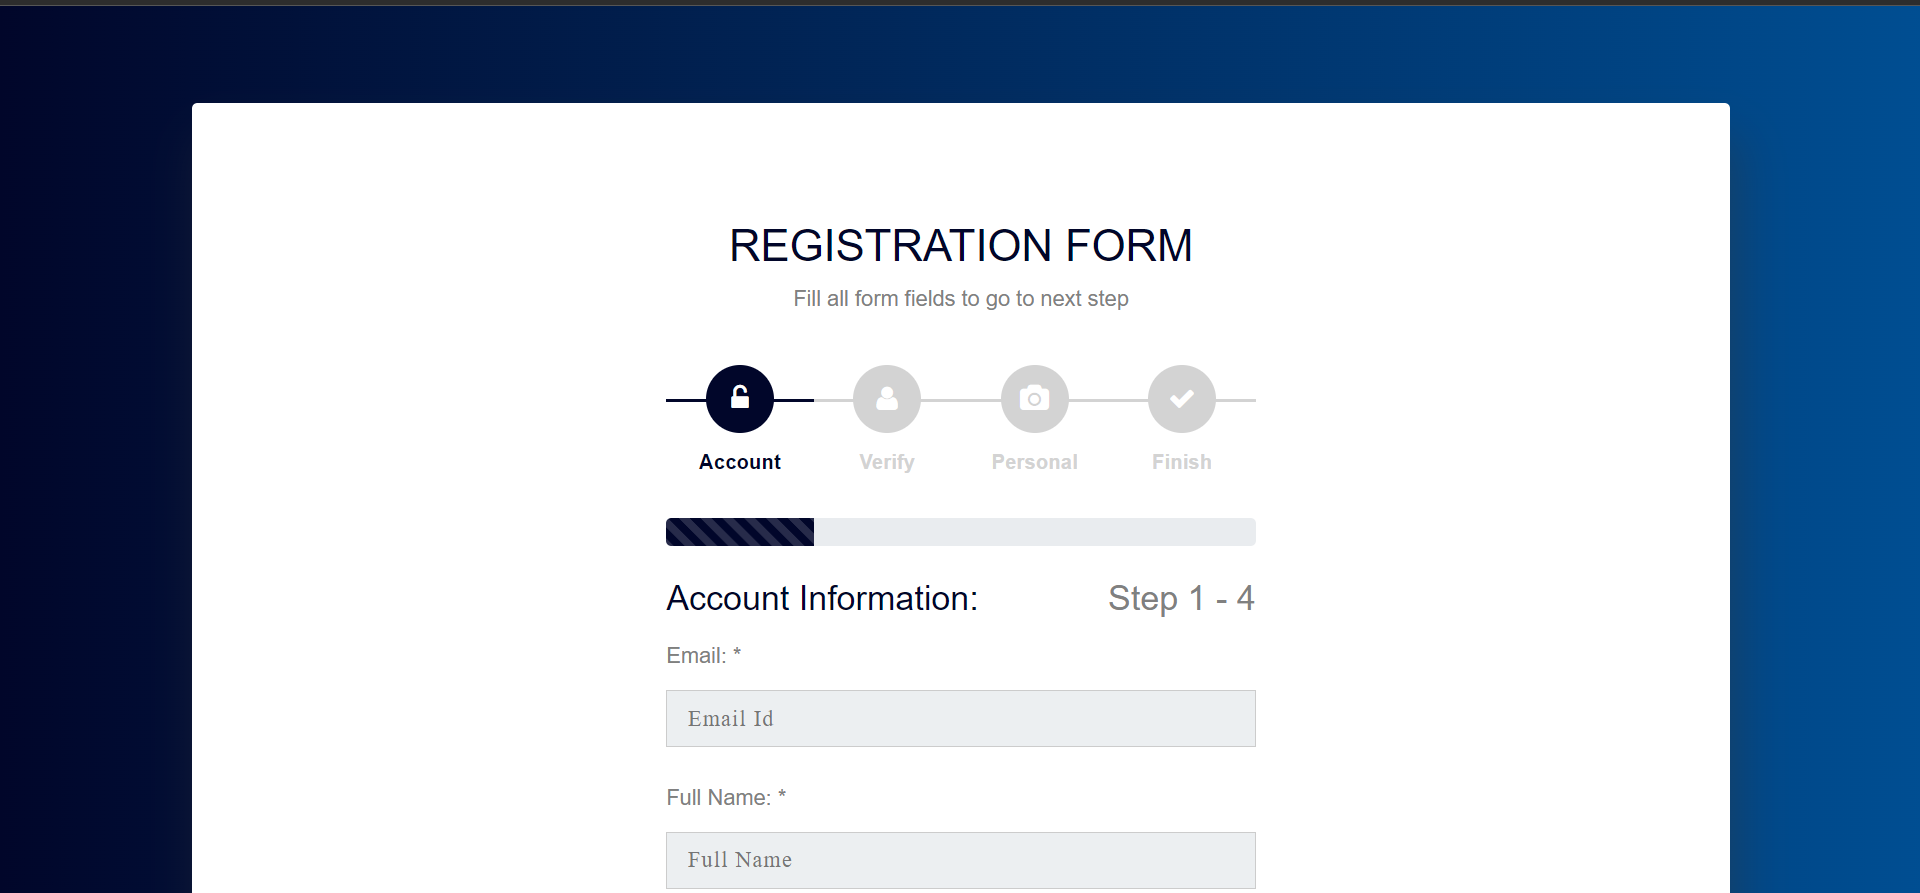 REGISTRATION FORM
Fill all form fields to go to next step
Account Verify Personal Finish
Account Information: Step 1 - 4
Email: *
Email Id
Full Name: *
Full Name